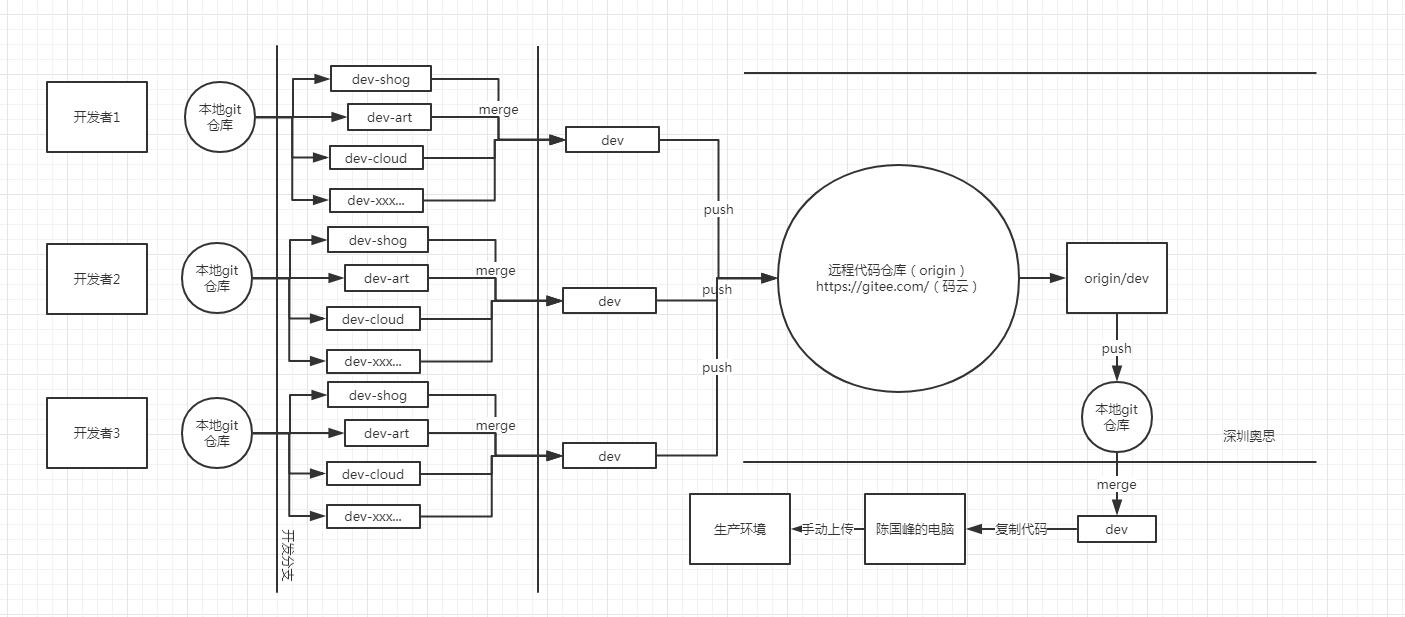 开发者1
本地git
仓库
dev-shog
dev-art
dev-cloud
dev-xxx...
merge
dev
push
开发者2
本地git
仓库
dev-shog
dev-art
dev-cloud
dev-xxx...
merge
dev
push
开发者3
本地git
仓库
dev-shog
dev-art
dev-cloud
dev-xxx...
merge
dev
push
开发分支
远程代码仓库（origin）
https://gitee.com/（码云）
origin/dev
push
本地git
仓库
深圳奥思
merge
dev
复制代码
陈国峰的电脑
手动上传
生产环境